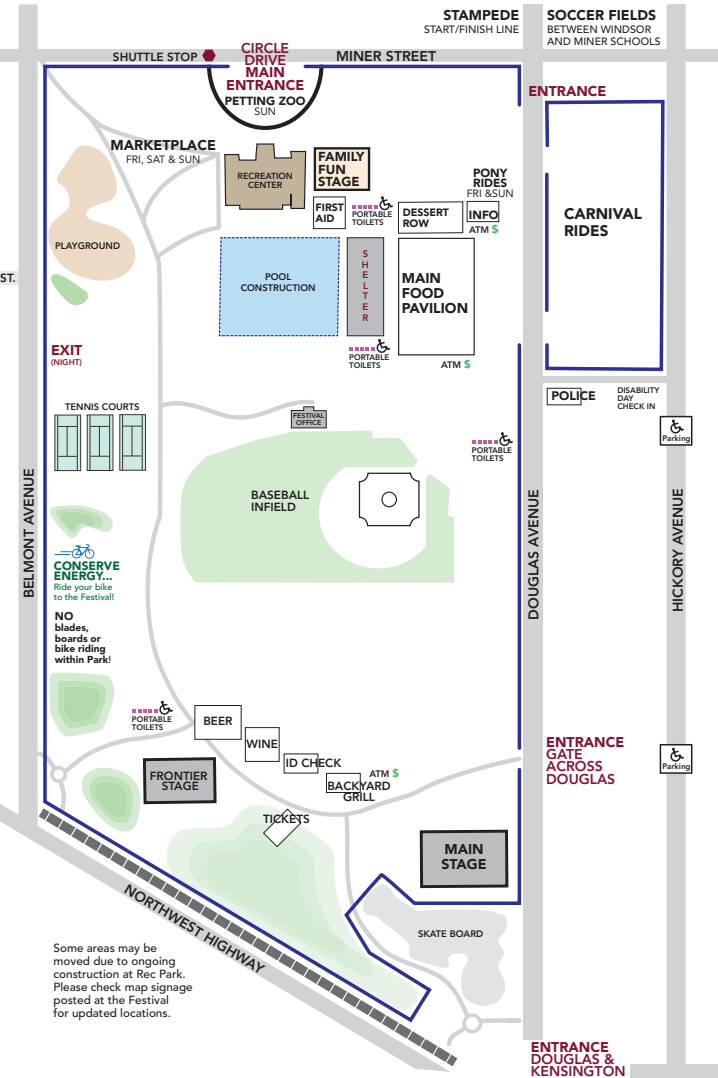 STAMPEDE
START/FINISH LINE
SOCCER FIELDS
BETWEEN WINDSOR
AND MINER SCHOOLS
SHUTTLE STOP
CIRCLE
DRIVE
MAIN
ENTRANCE
MINER STREET
PETTING ZOO
SUN
ENTRANCE
MARKETPLACE
FRI, SAT & SUN
RECREATION
CENTER
FAMILY
FUN
STAGE
PONY
RIDES
FRI &SUN
FIRST
AID
PORTABLE
TOILETS
DESSERT
ROW
INFO
ATM $
CARNIVAL
RIDES
PLAYGROUND
ST.
POOL
CONSTRUCTION
SHELTER
MAIN
FOOD
PAVILION
EXIT
(NIGHT)
PORTABLE
TOILETS
ATM $
POLICE
DISABILITY
DAY
CHECK IN
TENNIS COURTS
FESTIVAL
OFFICE
Parking
PORTABLE
TOILETS
BASEBALL
INFIELD
BELMONT AVENUE
DOUGLAS AVENUE
HICKORY AVENUE
CONSERVE
ENERGY...
Ride your bike
to the Festival!
NO
blades,
boards or
bike riding
within Park!
PORTABLE
TOILETS
BEER
WINE
ID CHECK
ATM $
BACKYARD
GRILL
ENTRANCE
GATE
ACROSS
DOUGLAS
Parking
FRONTIER
STAGE
TICKETS
MAIN
STAGE
NORTHWEST HIGHWAY
SKATE BOARD
Some areas may be
moved due to ongoing
construction at Rec Park.
Please check map signage
posted at the Festival
for updated locations.
ENTRANCE
DOUGLAS &
KENSINGTON